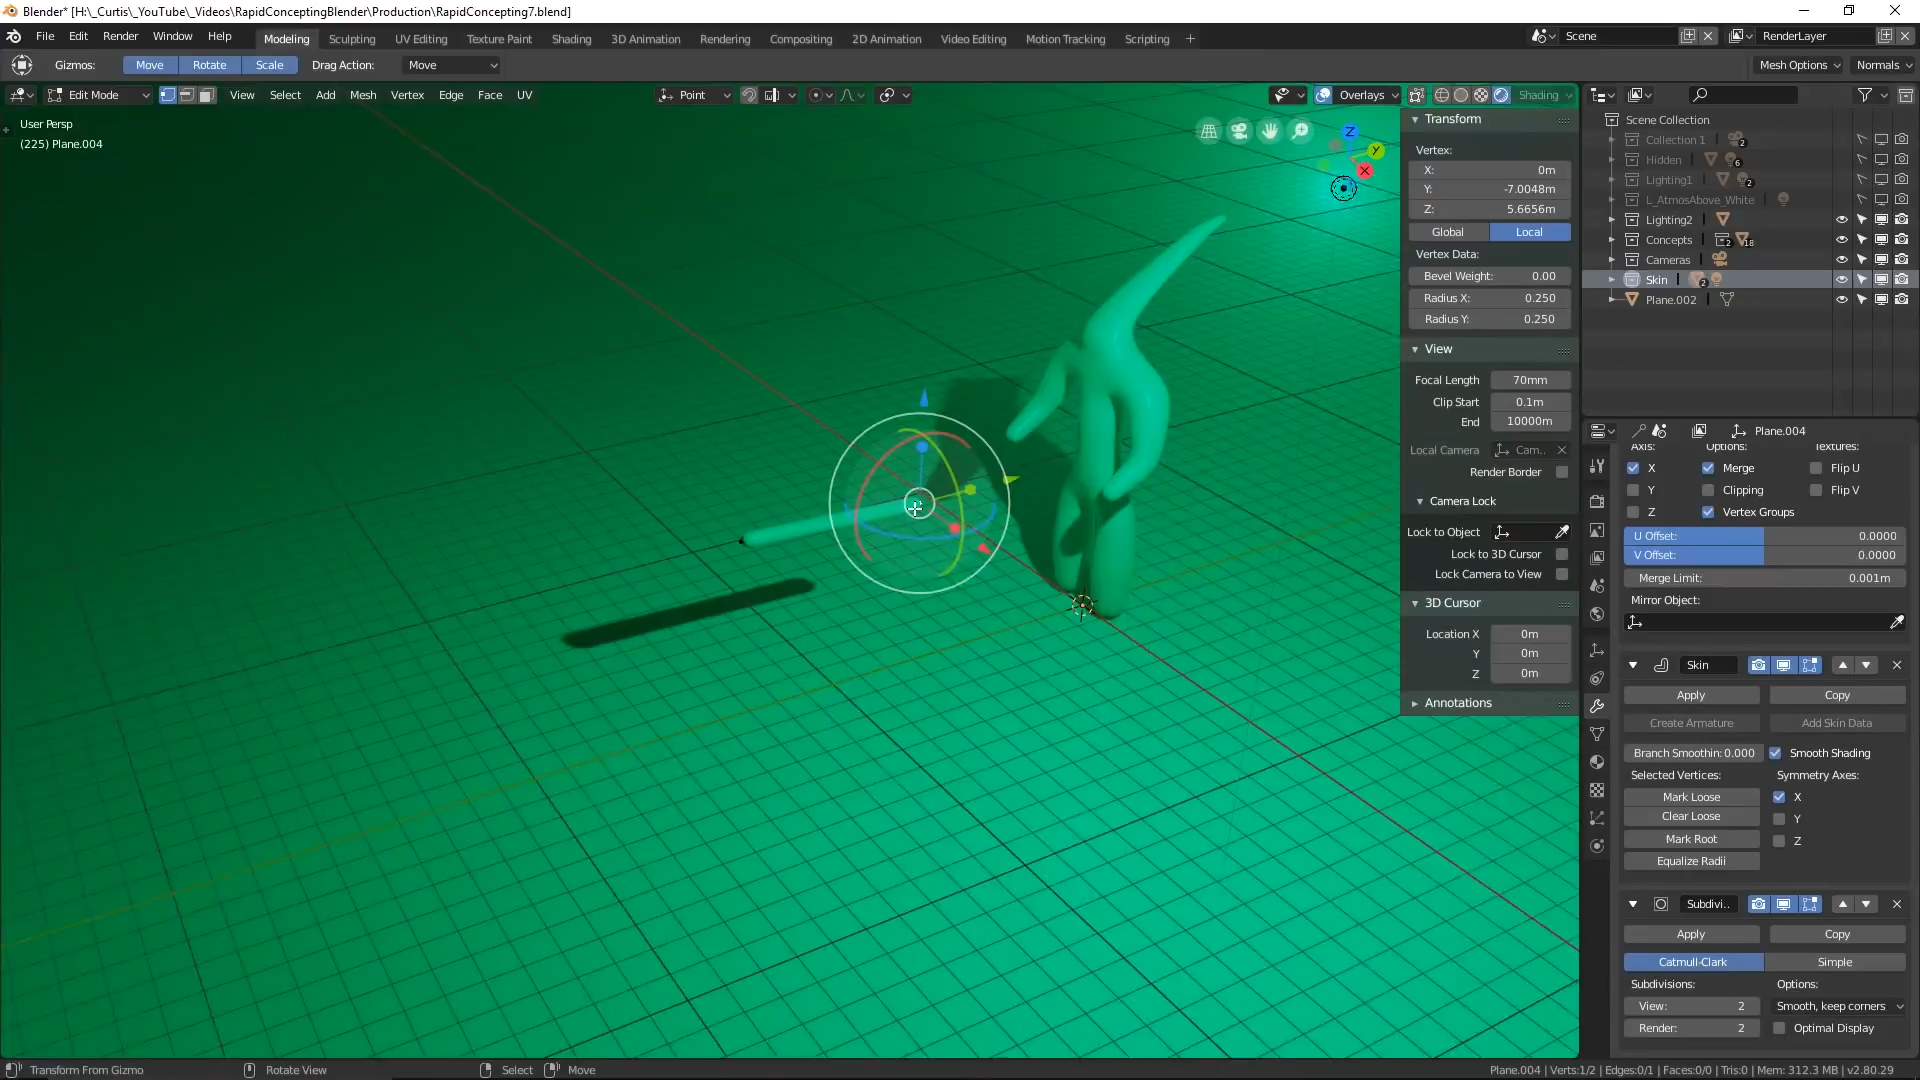 Blender* [H:\_Curtis\_YouTube\_Videos\RapidConceptingBlender\Production\RapidConcepting7.blend]
File Edit Render Window Help Modeling Sculpting UV Editing Texture Paint Shading 3D Animation Rendering Compositing 2D Animation Video Editing Motion Tracking Scripting + Scene RenderLayer
Gizmos: Move Rotate Scale Drag Action: Move Mesh Options Normals
Edit Mode View Select Add Mesh Vertex Edge Face UV Point Overlays Shading
User Persp
(225) Plane.004
Z
Y
X
Transform
Vertex:
X: 0m
Y: -7.0048m
Z: 5.6656m
Global Local
Vertex Data:
Bevel Weight: 0.00
Radius X: 0.250
Radius Y: 0.250
View
Focal Length 70mm
Clip Start 0.1m
End 10000m
Local Camera Cam..
Render Border
Camera Lock
Lock to Object
Lock to 3D Cursor
Lock Camera to View
3D Cursor
Location X 0m
Y 0m
Z 0m
Annotations
Scene Collection
Collection 1 2
Hidden 6
Lighting1 2
L_AtmosAbove_White
Lighting2
Concepts 2 18
Cameras
Skin 2
Plane.002
Plane.004
Axis: Options: Textures:
X Merge Flip U
Y Clipping Flip V
Z Vertex Groups
U Offset: 0.0000
V Offset: 0.0000
Merge Limit: 0.001m
Mirror Object:
Skin
Apply Copy
Create Armature Add Skin Data
Branch Smoothin: 0.000 Smooth Shading
Selected Vertices: Symmetry Axes:
Mark Loose X
Clear Loose Y
Mark Root Z
Equalize Radii
Subdivi..
Apply Copy
Catmull-Clark Simple
Subdivisions: Options:
View: 2 Smooth, keep corners
Render: 2 Optimal Display
Transform From Gizmo Rotate View Select Move Plane.004 | Verts:1/2 | Edges:0/1 | Faces:0/0 | Tris:0 | Mem: 312.3 MB | v2.80.29